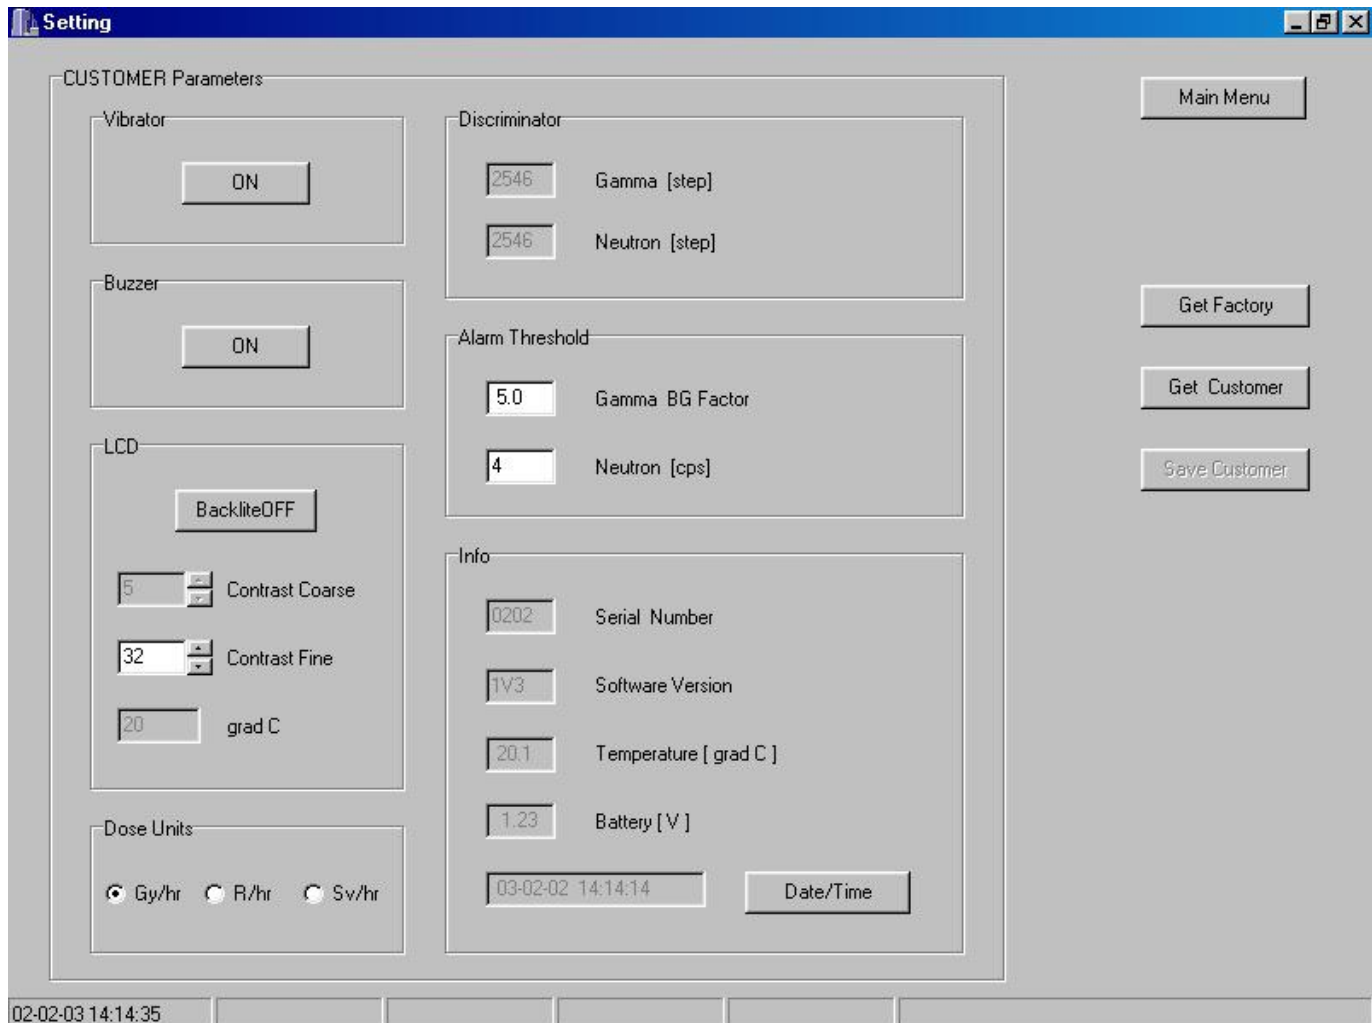 Setting
CUSTOMER Parameters
Vibrator
ON
Buzzer
ON
LCD
BackliteOFF
5 Contrast Coarse
32 Contrast Fine
20 grad C
Dose Units
Gy/hr R/hr Sv/hr
Discriminator
2546 Gamma [step]
2546 Neutron [step]
Alarm Threshold
5.0 Gamma BG Factor
4 Neutron [cps]
Info
0202 Serial Number
1V3 Software Version
20.1 Temperature [ grad C ]
1.23 Battery [ V ]
03-02-02 14:14:14 Date/Time
Main Menu
Get Factory
Get Customer
Save Customer
02-02-03 14:14:35